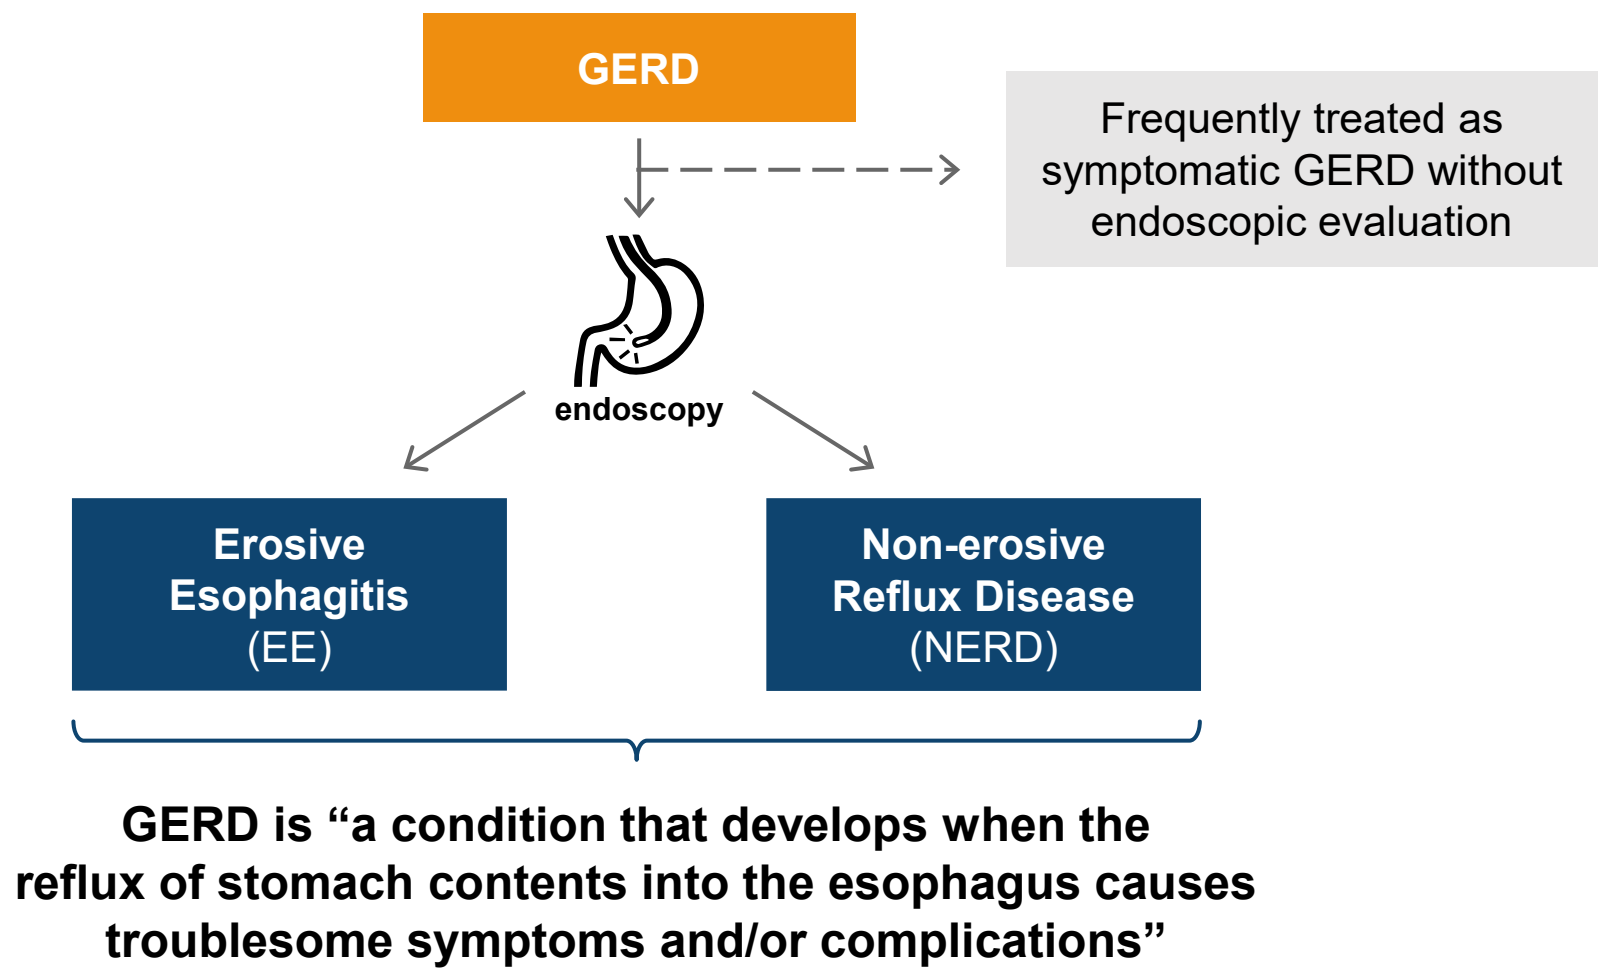 GERD
Frequently treated as
symptomatic GERD without
endoscopic evaluation
endoscopy
Erosive
Esophagitis
(EE)
Non-erosive
Reflux Disease
(NERD)
GERD is “a condition that develops when the
reflux of stomach contents into the esophagus causes
troublesome symptoms and/or complications”